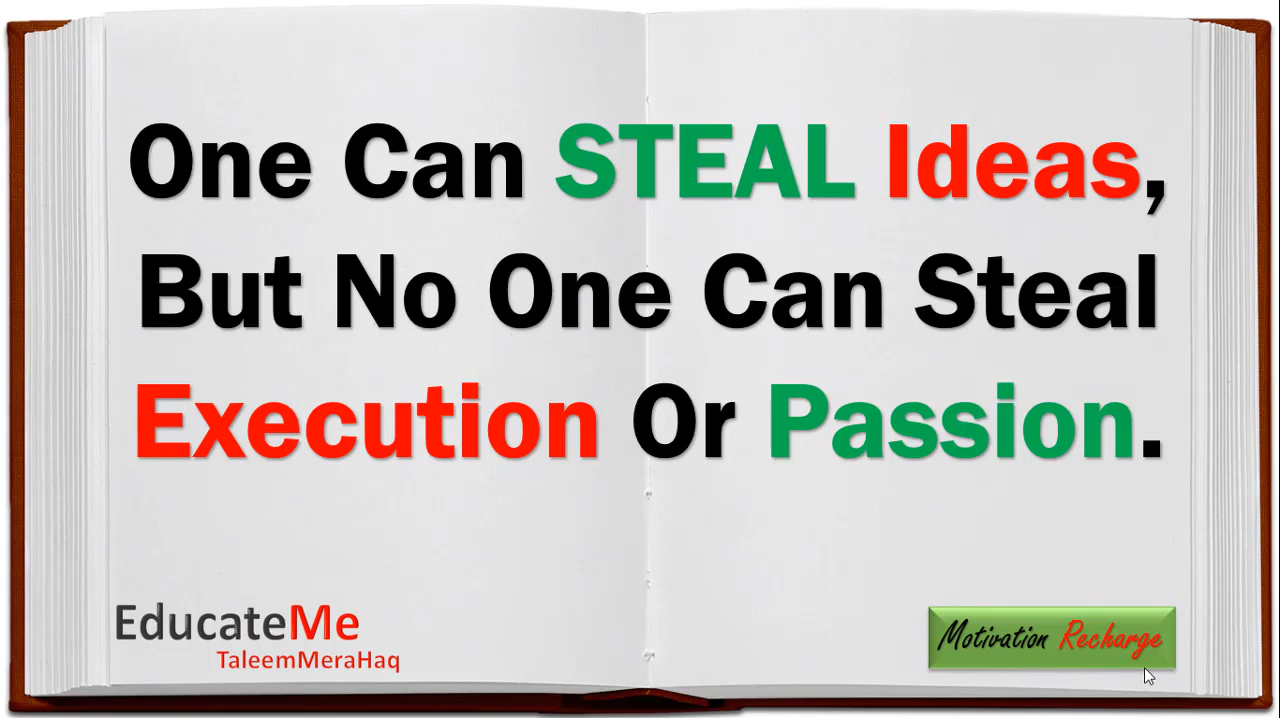 One Can STEAL Ideas,
But No One Can Steal
Execution Or Passion.
EducateMe
TaleemMeraHaq
Motivation Recharge